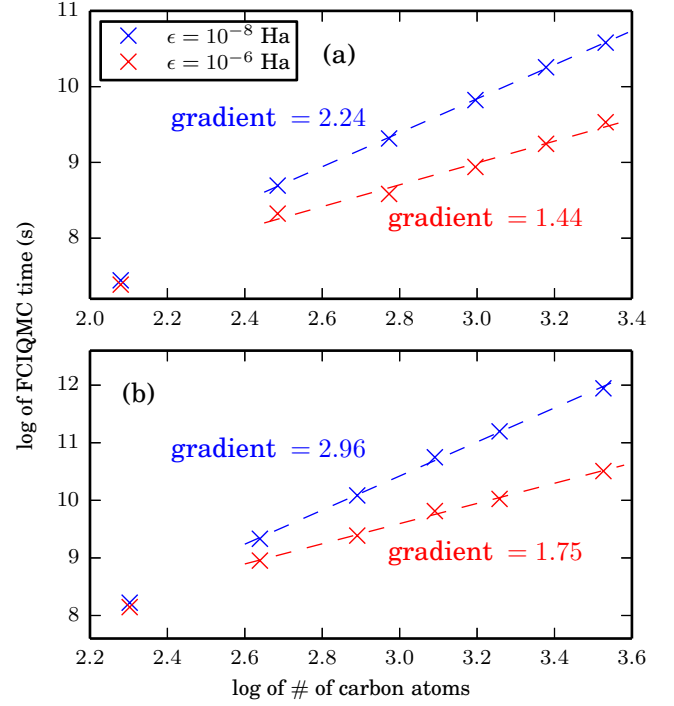 11
10
9
8
ϵ = 10⁻⁸ Ha
ϵ = 10⁻⁶ Ha
(a)
gradient = 2.24
gradient = 1.44
2.0 2.2 2.4 2.6 2.8 3.0 3.2 3.4
log of FCIQMC time (s)
12
11
10
9
8
(b)
gradient = 2.96
gradient = 1.75
2.2 2.4 2.6 2.8 3.0 3.2 3.4 3.6
log of # of carbon atoms